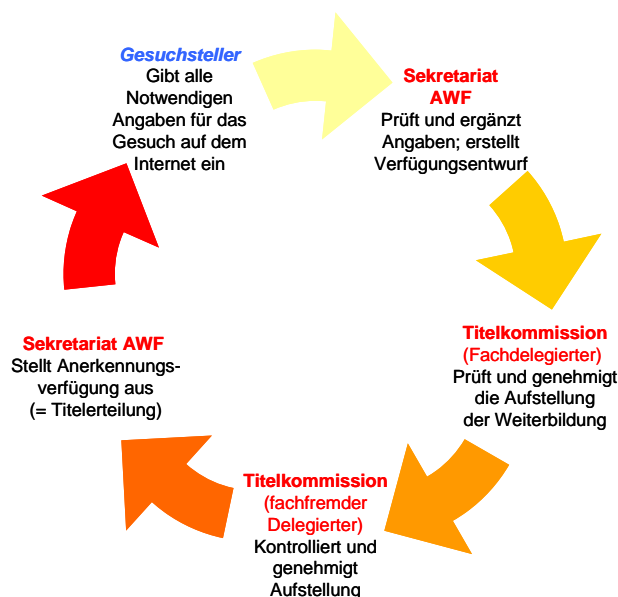 Gesuchsteller
Gibt alle
Notwendigen
Angaben für das
Gesuch auf dem
Internet ein
Sekretariat
AWF
Prüft und ergänzt
Angaben; erstellt
Verfügungsentwurf
Titelkommission
(Fachdelegierter)
Prüft und genehmigt
die Aufstellung
der Weiterbildung
Titelkommission
(fachfremder
Delegierter)
Kontrolliert und
genehmigt
Aufstellung
Sekretariat AWF
Stellt Anerkennungs-
verfügung aus
(= Titelerteilung)